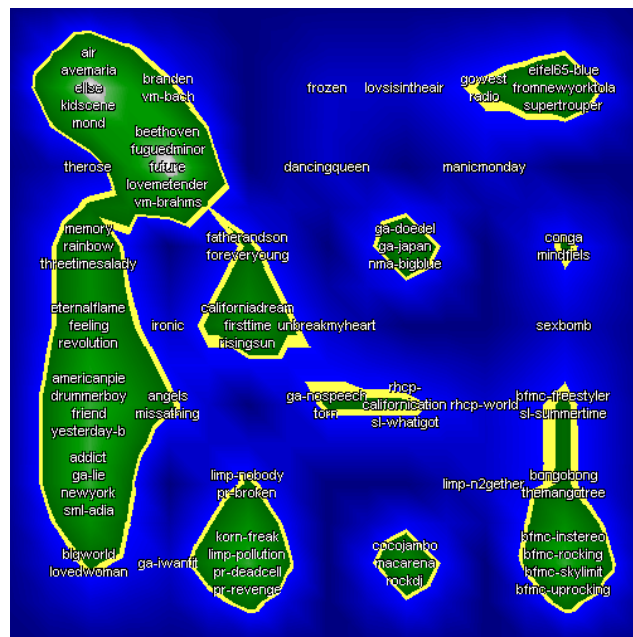 air
avemaria
elise
kidscene
mond
branden
vm-bach
frozen
lovsisintheair
gowest
radio
eifel65-blue
fromnewyorktola
supertrouper
beethoven
fuguedminor
future
lovemetender
vm-brahms
therose
dancingqueen
manicmonday
memory
rainbow
threetimesalady
fatherandson
foreveryoung
ga-doedel
ga-japan
nma-bigblue
conga
mindfiels
eternalflame
feeling
revolution
ironic
californiadream
firsttime
risingsun
unbreakmyheart
sexbomb
americanpie
drummerboy
friend
yesterday-b
angels
missathing
ga-nospeech
torn
rhcp-
californication
sl-whatigot
rhcp-world
bfmc-freestyler
sl-summertime
addict
ga-lie
newyork
sml-adia
limp-nobody
pr-broken
limp-n2gether
bongobong
themangotree
bigworld
lovedwoman
ga-iwantit
korn-freak
limp-pollution
pr-deadcell
pr-revenge
cocojambo
macarena
rockdj
bfmc-instereo
bfmc-rocking
bfmc-skylimit
bfmc-uprocking